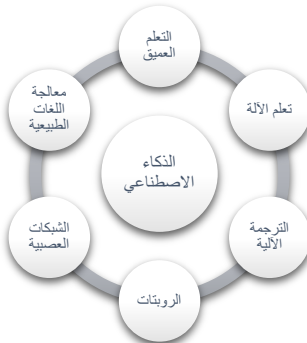 التعلم
العميق
تعلم الآلة
الترجمة
الآلية
الروبتات
الشبكات
العصبية
معالجة
اللغات
الطبيعية
الذكاء
الاصطناعي